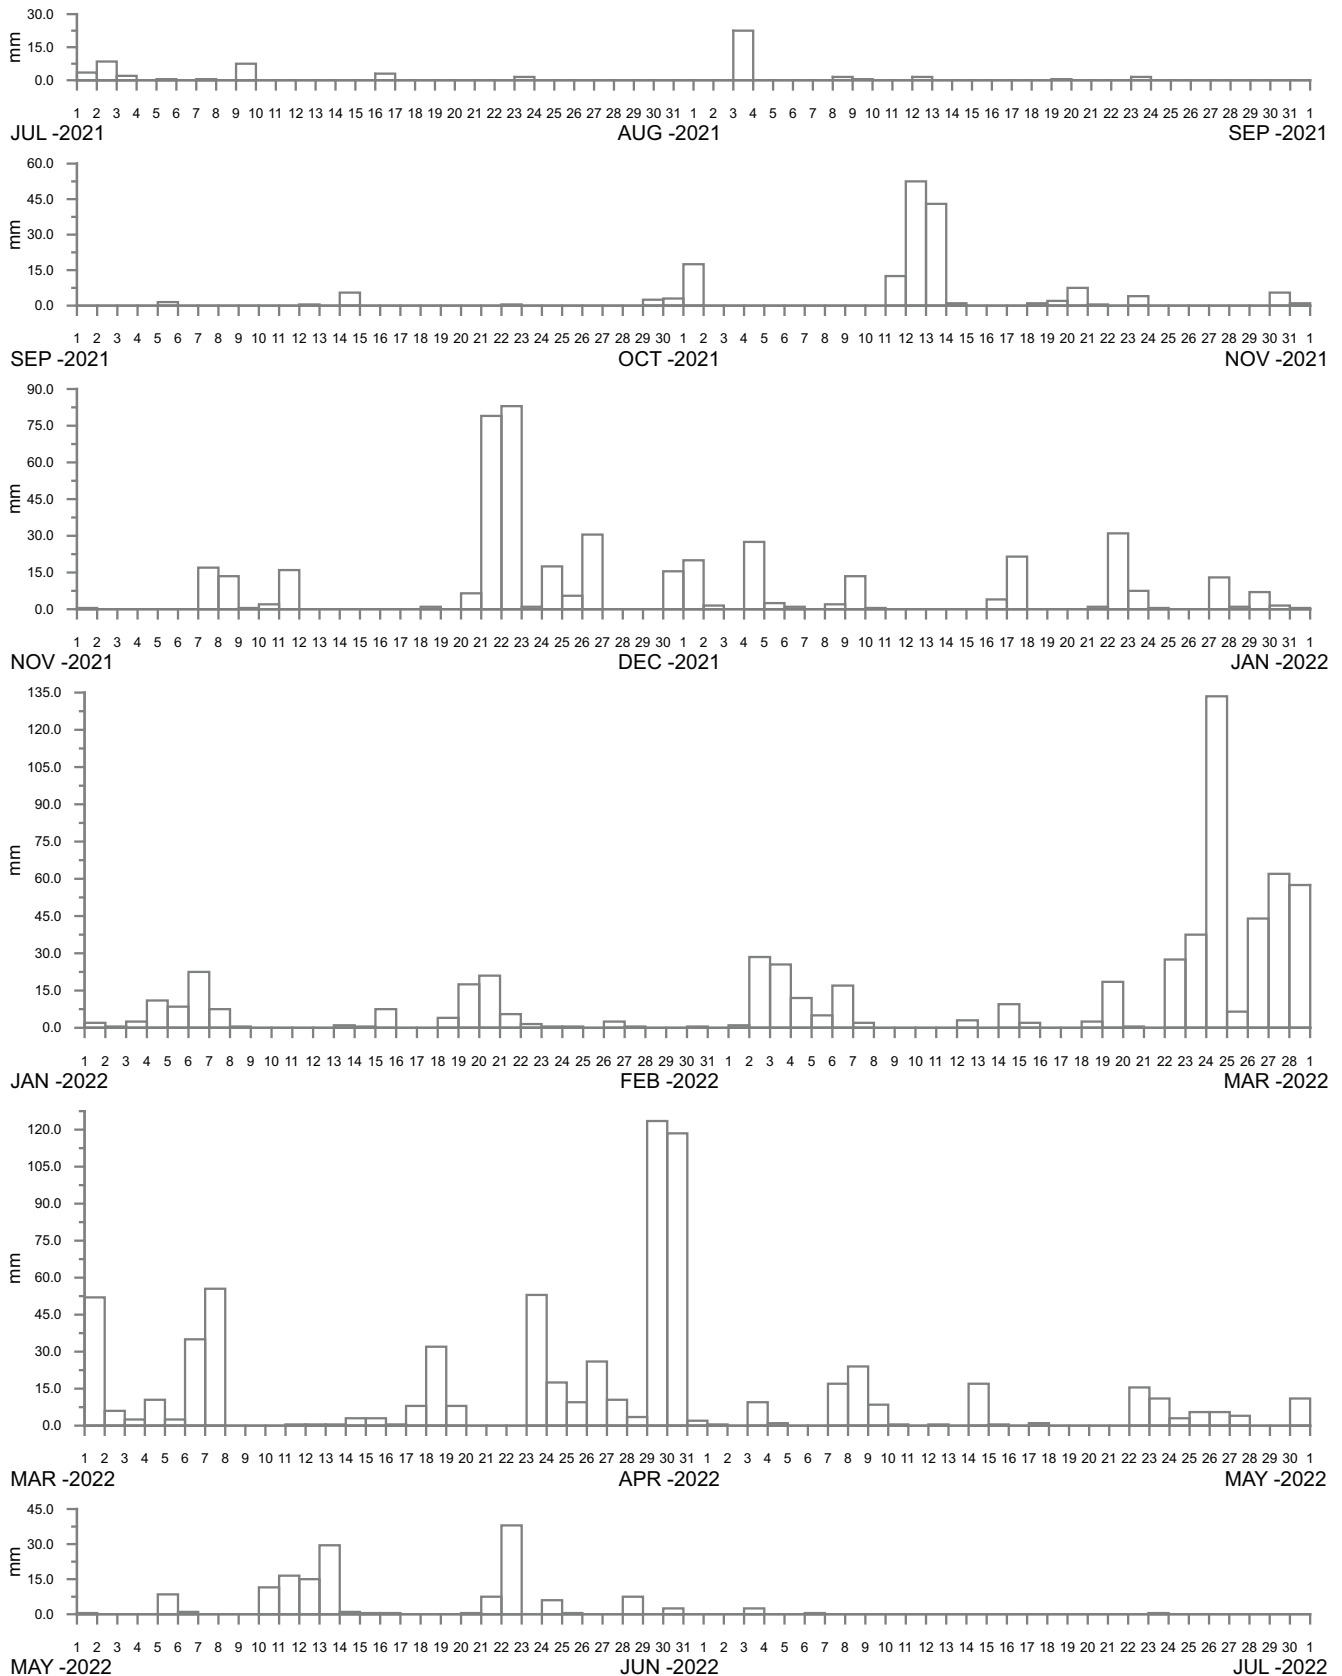 30.0
15.0
0.0
mm
1 2 3 4 5 6 7 8 9 10 11 12 13 14 15 16 17 18 19 20 21 22 23 24 25 26 27 28 29 30 31 1 2 3 4 5 6 7 8 9 10 11 12 13 14 15 16 17 18 19 20 21 22 23 24 25 26 27 28 29 30 31 1
JUL -2021 AUG -2021 SEP -2021
60.0
45.0
30.0
15.0
0.0
mm
1 2 3 4 5 6 7 8 9 10 11 12 13 14 15 16 17 18 19 20 21 22 23 24 25 26 27 28 29 30 1 2 3 4 5 6 7 8 9 10 11 12 13 14 15 16 17 18 19 20 21 22 23 24 25 26 27 28 29 30 31 1
SEP -2021 OCT -2021 NOV -2021
90.0
75.0
60.0
45.0
30.0
15.0
0.0
mm
1 2 3 4 5 6 7 8 9 10 11 12 13 14 15 16 17 18 19 20 21 22 23 24 25 26 27 28 29 30 1 2 3 4 5 6 7 8 9 10 11 12 13 14 15 16 17 18 19 20 21 22 23 24 25 26 27 28 29 30 31 1
NOV -2021 DEC -2021 JAN -2022
135.0
120.0
105.0
90.0
75.0
60.0
45.0
30.0
15.0
0.0
mm
1 2 3 4 5 6 7 8 9 10 11 12 13 14 15 16 17 18 19 20 21 22 23 24 25 26 27 28 29 30 31 1 2 3 4 5 6 7 8 9 10 11 12 13 14 15 16 17 18 19 20 21 22 23 24 25 26 27 28 1
JAN -2022 FEB -2022 MAR -2022
120.0
105.0
90.0
75.0
60.0
45.0
30.0
15.0
0.0
mm
1 2 3 4 5 6 7 8 9 10 11 12 13 14 15 16 17 18 19 20 21 22 23 24 25 26 27 28 29 30 31 1 2 3 4 5 6 7 8 9 10 11 12 13 14 15 16 17 18 19 20 21 22 23 24 25 26 27 28 29 30 1
MAR -2022 APR -2022 MAY -2022
45.0
30.0
15.0
0.0
mm
1 2 3 4 5 6 7 8 9 10 11 12 13 14 15 16 17 18 19 20 21 22 23 24 25 26 27 28 29 30 31 1 2 3 4 5 6 7 8 9 10 11 12 13 14 15 16 17 18 19 20 21 22 23 24 25 26 27 28 29 30 1
MAY -2022 JUN -2022 JUL -2022